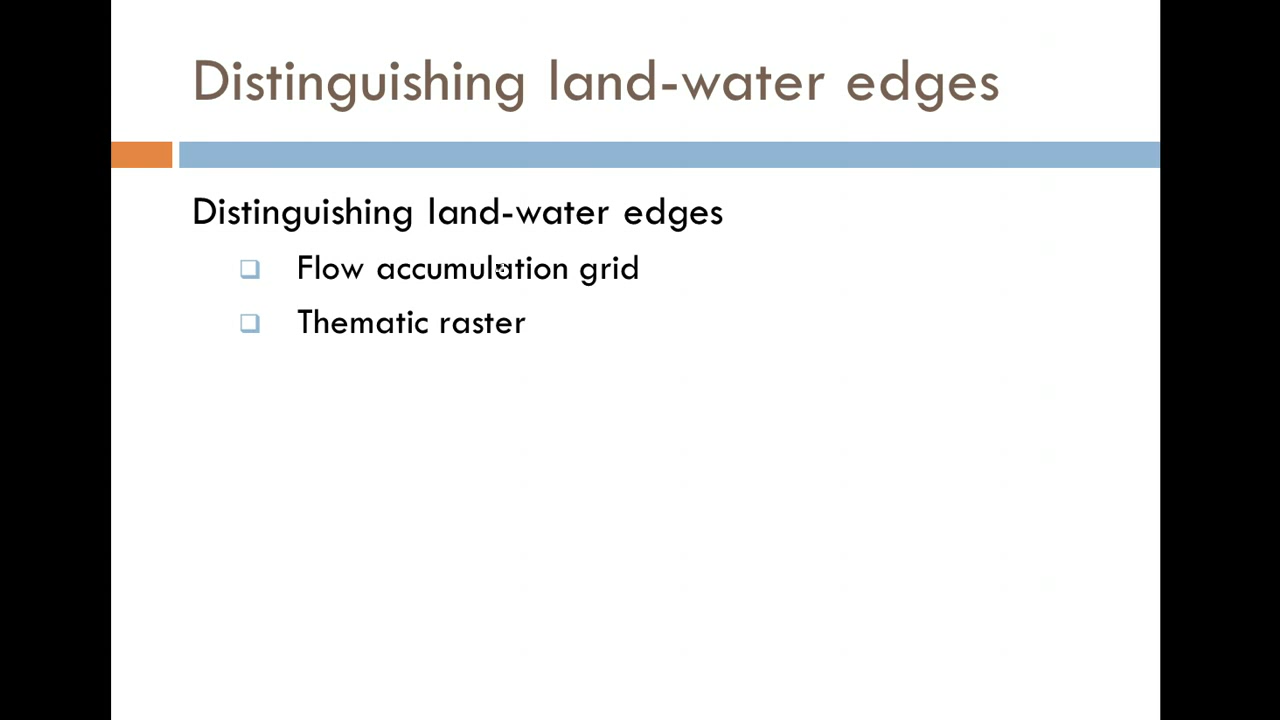 Distinguishing land-water edges
Distinguishing land-water edges
Flow accumulation grid
Thematic raster